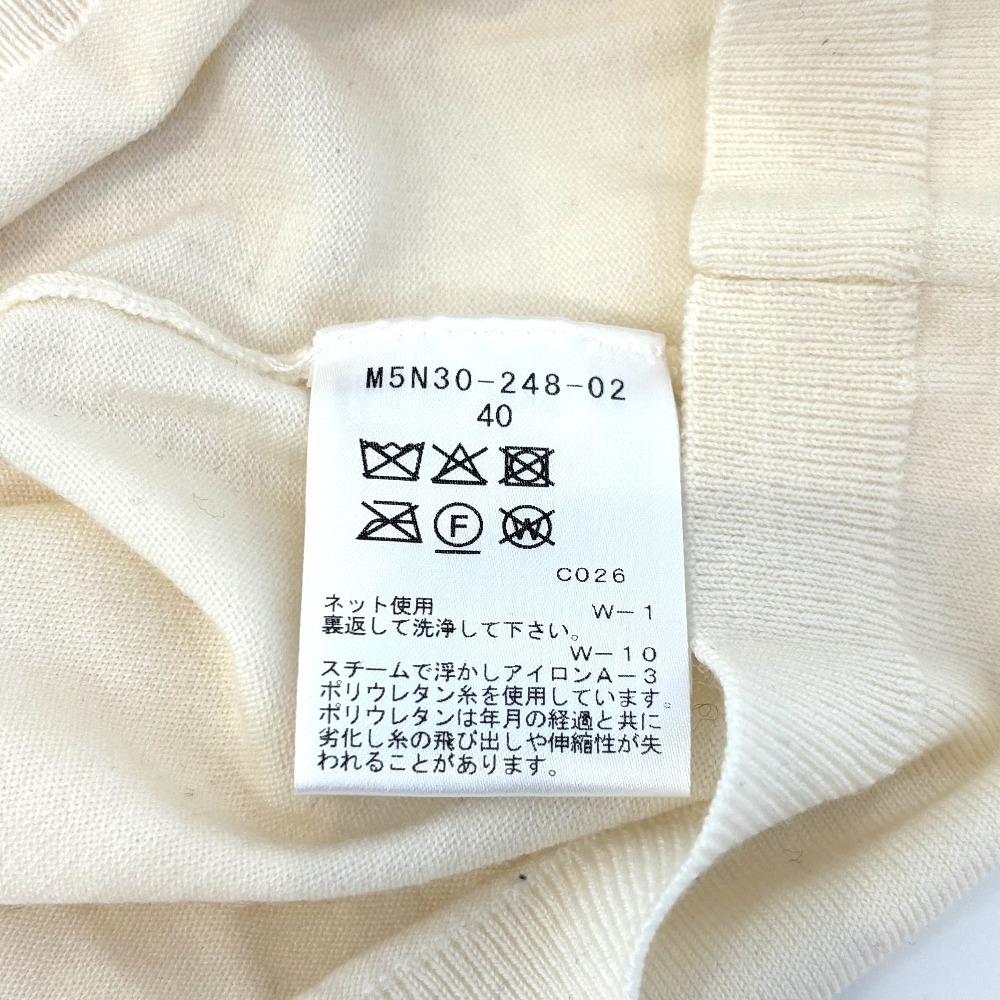 M5N30-248-02
40
F
W
C026
ネット使用 W-1
裏返して洗浄して下さい。
W-10
スチームで浮かしアイロンA-3
ポリウレタン糸を使用しています。
ポリウレタンは年月の経過と共に
劣化し糸の飛び出しや伸縮性が失
われることがあります。